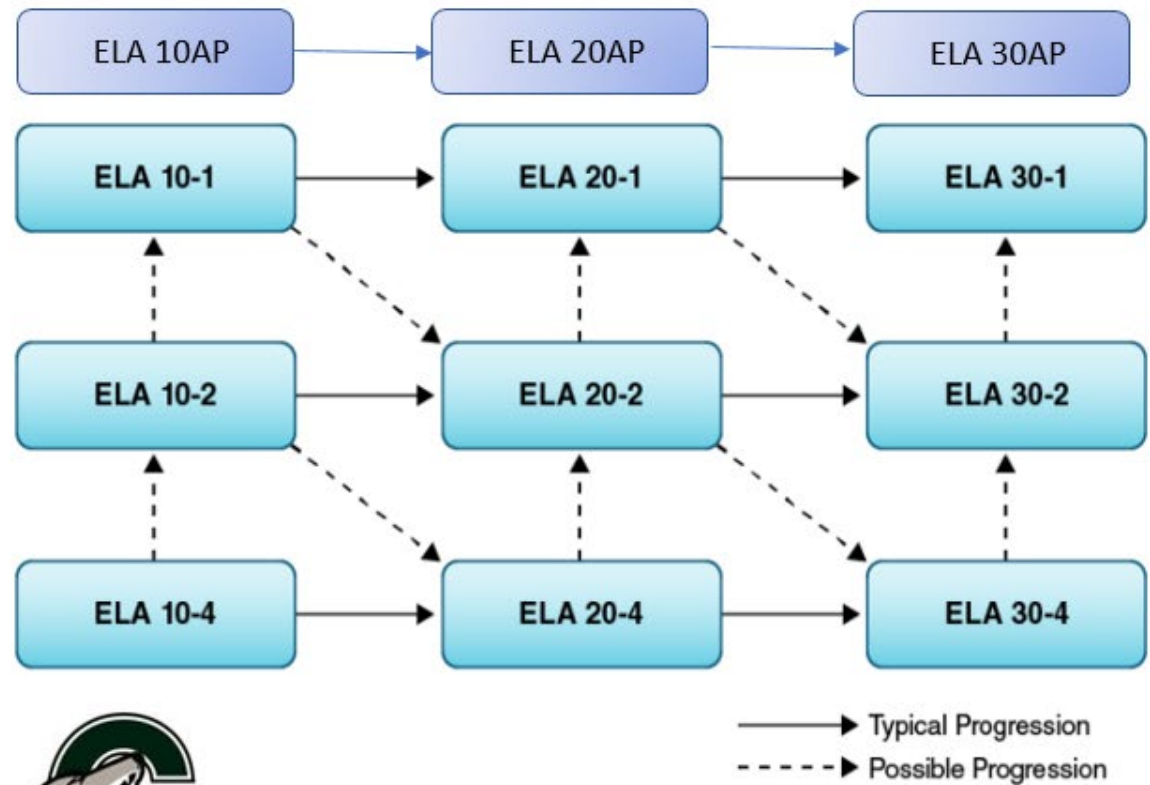 ELA 10AP
ELA 20AP
ELA 30AP
ELA 10-1
ELA 20-1
ELA 30-1
ELA 10-2
ELA 20-2
ELA 30-2
ELA 10-4
ELA 20-4
ELA 30-4
Typical Progression
Possible Progression